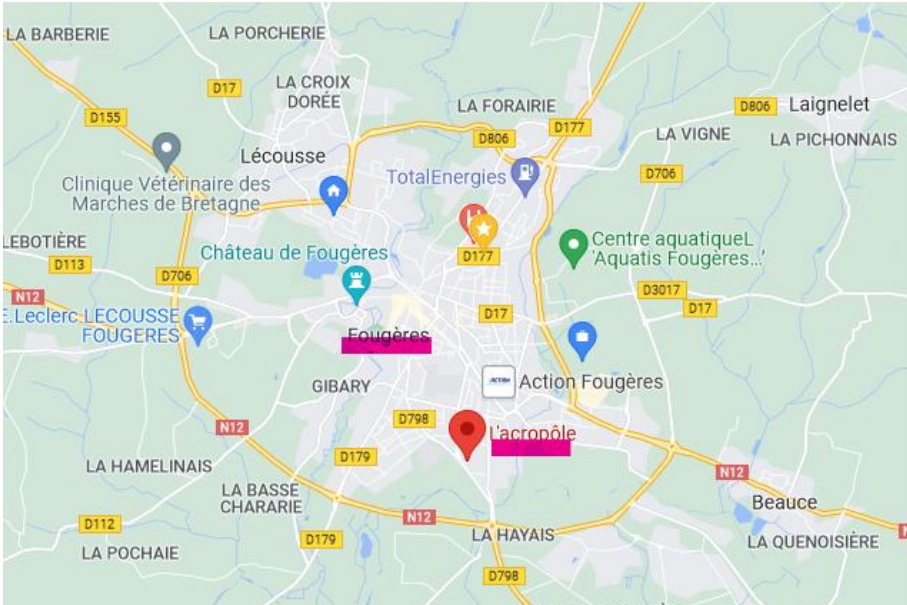 LA BARBERIE
LA PORCHERIE
D17
LA CROIX
DORÉE
D155
LA FORAIRIE
D806
Laignelet
D806
D177
LA VIGNE
LA PICHONNAIS
Lécousse
TotalEnergies
D706
Clinique Vétérinaire des
Marches de Bretagne
H
LEBOTIÈRE
Château de Fougères
D177
Centre aquatiqueL
'Aquatis Fougères...'
D113
D706
D3017
N12
D17
D17
E.Leclerc LECOUSSE
FOUGERES
Fougères
GIBARY
ACTION
Action Fougères
D798
N12
L'acropôle
D179
LA HAMELINAIS
N12
LA BASSE
CHARARIE
Beauce
N12
D112
D179
LA HAYAIS
LA QUENOISIÈRE
LA POCHAIE
D798